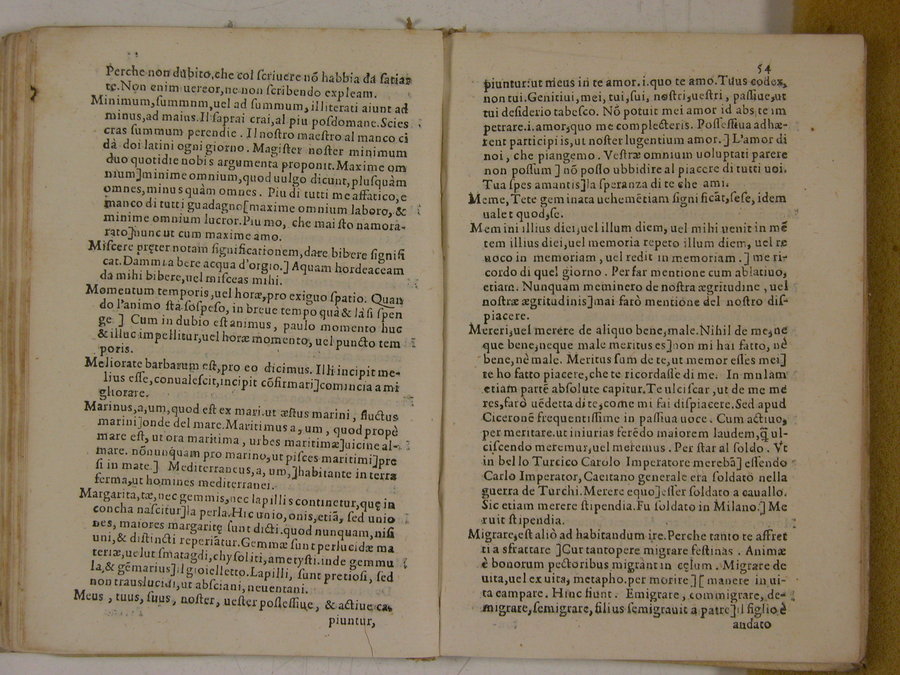 Perche non dubito,che col ſcriuere nõ habbia da ſatiar
te.Non enim uereor,ne non ſcribendo expleam.
Minimum,ſummnm,uel ad ſummum, illiterati aiunt ad
minus,ad maius.Il ſaprai crai,al piu poſdomane.Scies
cras ſummum perendie . Il noſtro maeſtro al manco ci
dà doi latini ogni giorno. Magiſter noſter minimum
duo quotidie nobis argumenta proponit.Maxime om
nium]minime omnium,quod uulgo dicunt,pluſquàm
omnes,minus quàm omnes . Piu di tutti me affatico,e
manco di tutti guadagno[maxime omnium laboro, &
minime omnium lucror.Piu mo, che mai ſto namora-
rato]nunc ut cum maxime amo.
Miſcere præter notam ſignificationem,dare bibere ſignifi
cat.Dammi a bere acqua d'orgio.] Aquam hordeaceam
da mihi bibere,uel miſceas mihi.
Momentum temporis,uel horæ,pro exiguo ſpatio. Quan
do l'animo ſtà ſoſpeſo, in breue tempo quà & là ſi ſpen
ge ] Cum in dubio eſt animus, paulo momento huc
& illuc impellitur,uel horæ momento,uel puncto tem
poris.
Meliorate barbarum eſt,pro eo dicimus. Illi incipit me-
lius eſſe,conualeſcit,incipit cõfirmari]comincia a mi
gliorare.
Marinus,a,um,quod eſt ex mari.ut æſtus marini, fluctus
marini]onde del mare.Maritimus a,um, quod propè
mare eſt, ut ora maritima, urbes maritimæ]uicine al-
mare. nõnunquam pro marino,ut piſces maritimi]pre
ſi in mare] Mediterraneus,a, um,]habitante in terra
ferma,ut homines mediterranei.
Margarita,tæ,nec gemmis,nec lapillis continetur,quę in
concha naſcitur]la perla.Hic unio,onis,etiã, ſed unio
nes, maiores margaritę ſunt dicti.quod nunquam,niſi
uni,& diſtincti reperiatur.Gemmæ ſunt perlucidæ ma
teriæ,uelut ſmatagdi,chyſoliti,ametyſti.inde gemmu
la,& gẽmarius]il gioielletto.Lapilli, ſunt pretioſi, ſed
non translucidi,ut abſciani,neuentani.
Meus , tuus, ſuus, noſter, ueſter poſſeſſiue, & actiue ca,
piuntur,
54
piuntur:ut meus in te amor.i.quo te amo.Tuus codex,
non tui.Genitiui,mei, tui,ſui, noſtri,ueſtri, paſſiue,ut
tui deſiderio tabeſco. Nõ potuit mei amor id abs te im
petrare.i.amor,quo me complecteris. Poſſeſſiua adhæ-
rent participiis,ut noſter lugentium amor.] L'amor di
noi, che piangemo. Veſtræ omnium uoluptati parere
non poſſum] nõ poſſo ubbidire al piacere di tutti uoi.
Tua ſpes amantis]la ſperanza di te che ami.
Meme, Tete geminata uehemẽtiam ſignificãt,ſeſe, idem
ualet quod,ſe.
Memini illius diei,uel illum diem, uel mihi uenit in mẽ
tem illius diei,uel memoria repeto illum diem, uel re
uoco in memoriam , uel redit in memoriam .] me ri-
cordo di quel giorno . Per far mentione cum ablatiuo,
etiam. Nunquam meminero de noſtra ægritudine , uel
noſtræ ægritudinis]mai farò mentione del noſtro diſ-
piacere.
Mereri,uel merere de aliquo bene,male.Nihil de me,ne
que bene,neque male meritus es]non mi hai fatto, nè
bene,nè male. Meritus ſum de te,ut memor eſſes mei]
te ho fatto piacere,che te ricordaſſe di me. In malam
etiam partẽ abſolute capitur.Te ulciſcar ,ut de me me
res,farò uẽdetta di te,come mi fai diſpiacere.Sed apud
Ciceronẽ frequentiſſime in paſſiua uoce. Cum actiuo,
per meritare.ut iniurias ferẽdo maiorem laudem,q̃ ul-
ciſcendo meremur,uel meremus . Per ſtar al ſoldo . Vt
in bello Turcico Carolo Imperatore merebã] eſſendo
Carlo Imperator,Caeitano generale era ſoldato nella
guerra de Turchi.Merere equo]eſſer ſoldato a cauallo.
Sic etiam merere ſtipendia.Fu ſoldato in Milano.] Me
ruit ſtipendia.
Migrare,eſt aliò ad habitandum ire.Perche tanto te affret
ti a sfrattare ]Cur tantopere migrare feſtinas . Animæ
è bonorum pectoribus migrant in cęlum . Migrare de
uita,uel ex uita, metapho.per morire][ manere in ui-
ta campare. Hinc fiunt. Emigrare, commigrare, de-
migrare,ſemigrare, filius ſemigrauit a patre]il figlio è
andato